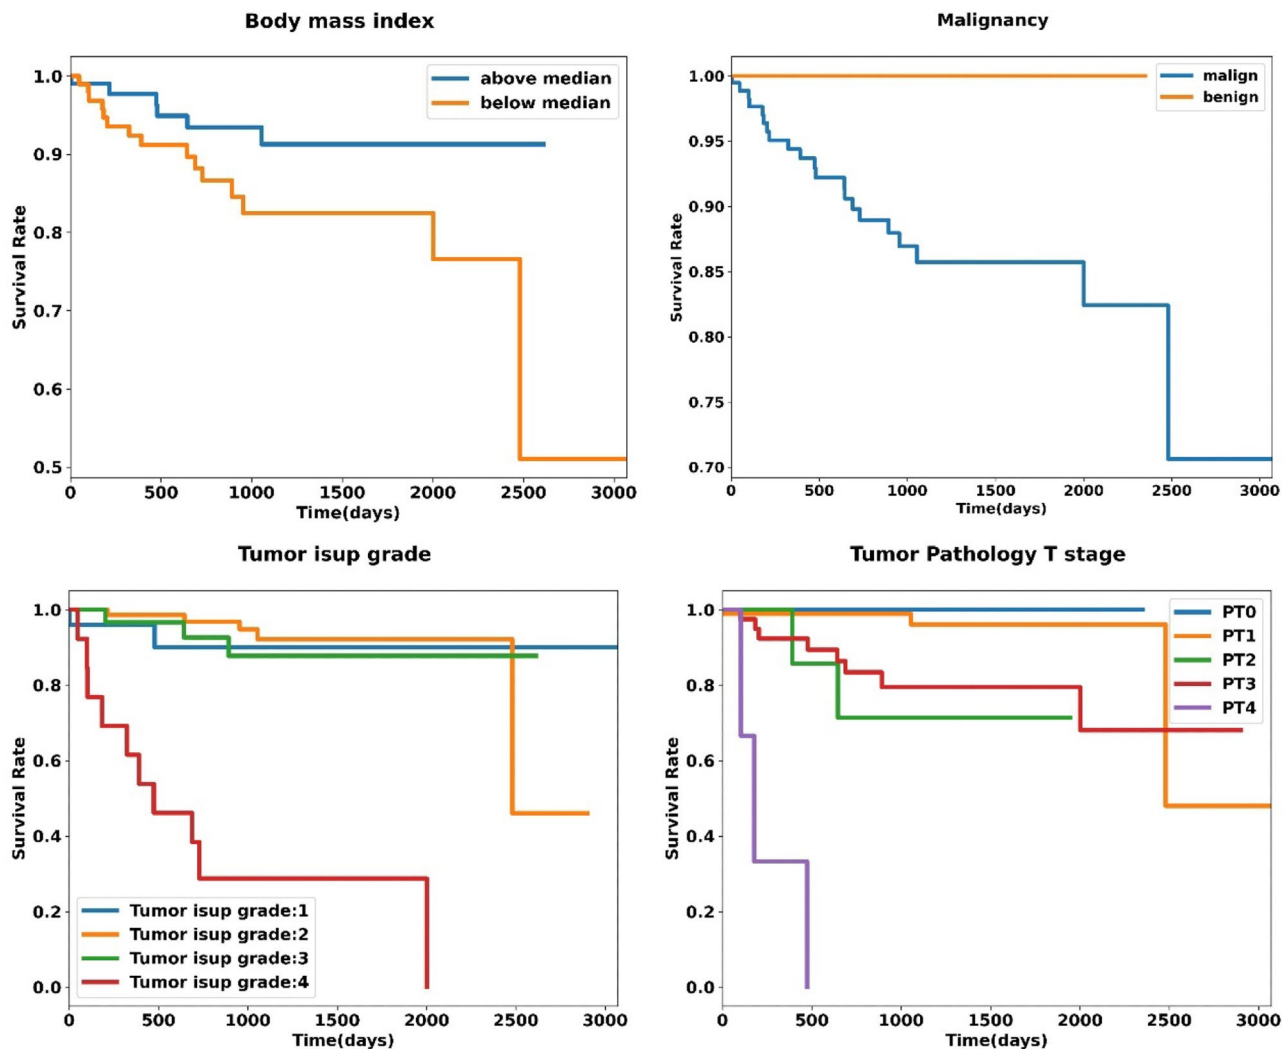 Body mass index
1.0
0.9
0.8
0.7
0.6
0.5
Survival Rate
above median
below median
0 500 1000 1500 2000 2500 3000
Time(days)
Malignancy
1.00
0.95
0.90
0.85
0.80
0.75
0.70
Survival Rate
malign
benign
0 500 1000 1500 2000 2500 3000
Time(days)
Tumor isup grade
1.0
0.8
0.6
0.4
0.2
0.0
Survival Rate
Tumor isup grade:1
Tumor isup grade:2
Tumor isup grade:3
Tumor isup grade:4
0 500 1000 1500 2000 2500 3000
Time(days)
Tumor Pathology T stage
1.0
0.8
0.6
0.4
0.2
0.0
Survival Rate
PT0
PT1
PT2
PT3
PT4
0 500 1000 1500 2000 2500 3000
Time(days)